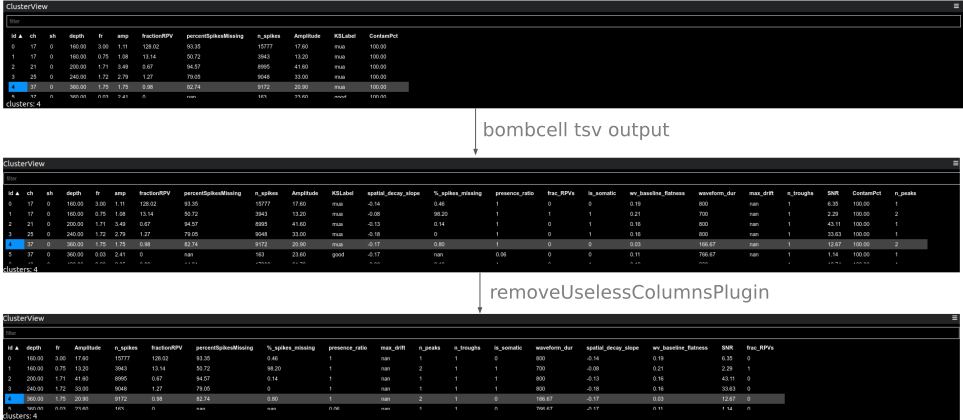 ClusterView
filter
id ▲ ch sh depth fr amp fractionRPV percentSpikesMissing n_spikes Amplitude KSLabel ContamPct
0 17 0 160.00 3.00 1.11 128.02 93.35 15777 17.60 mua 100.00
1 17 0 160.00 0.75 1.08 13.14 50.72 3943 13.20 mua 100.00
2 21 0 200.00 1.71 3.49 0.67 94.57 8995 41.60 mua 100.00
3 25 0 240.00 1.72 2.79 1.27 79.05 9048 33.00 mua 100.00
4 37 0 360.00 1.75 1.75 0.98 82.74 9172 20.90 mua 100.00
5 37 0 360.00 0.03 2.41 0 nan 163 23.60 good 100.00
clusters: 4
bombcell tsv output
ClusterView
filter
id ▲ ch sh depth fr amp fractionRPV percentSpikesMissing n_spikes Amplitude KSLabel spatial_decay_slope %_spikes_missing presence_ratio frac_RPVs is_somatic wv_baseline_flatness waveform_dur max_drift n_troughs SNR ContamPct n_peaks
0 17 0 160.00 3.00 1.11 128.02 93.35 15777 17.60 mua -0.14 0.46 1 1 0 0.19 800 nan 1 6.35 100.00 1
1 17 0 160.00 0.75 1.08 13.14 50.72 3943 13.20 mua -0.08 98.20 1 1 1 0.21 700 nan 1 2.29 100.00 2
2 21 0 200.00 1.71 3.49 0.67 94.57 8995 41.60 mua -0.13 0.14 1 0 1 0.16 800 nan 1 43.11 100.00 1
3 25 0 240.00 1.72 2.79 1.27 79.05 9048 33.00 mua -0.18 0 1 0 1 0.16 800 nan 1 33.63 100.00 1
4 37 0 360.00 1.75 1.75 0.98 82.74 9172 20.90 mua -0.17 0.80 1 0 0 0.03 166.67 nan 1 12.67 100.00 2
5 37 0 360.00 0.03 2.41 0 nan 163 23.60 good -0.17 nan 0.06 0 0 0.11 766.67 nan 1 1.14 100.00 1
clusters: 4
removeUselessColumnsPlugin
ClusterView
filter
id ▲ depth fr Amplitude n_spikes fractionRPV percentSpikesMissing %_spikes_missing presence_ratio max_drift n_peaks n_troughs is_somatic waveform_dur spatial_decay_slope wv_baseline_flatness SNR frac_RPVs
0 160.00 3.00 17.60 15777 128.02 93.35 0.46 1 nan 1 1 0 800 -0.14 0.19 6.35 1
1 160.00 0.75 13.20 3943 13.14 50.72 98.20 1 nan 2 1 1 700 -0.08 0.21 2.29 1
2 200.00 1.71 41.60 8995 0.67 94.57 0.14 1 nan 1 1 1 800 -0.13 0.16 43.11 0
3 240.00 1.72 33.00 9048 1.27 79.05 0 1 nan 1 1 1 800 -0.18 0.16 33.63 0
4 360.00 1.75 20.90 9172 0.98 82.74 0.80 1 nan 2 1 0 166.67 -0.17 0.03 12.67 0
5 360.00 0.03 23.60 163 0 nan nan 0.06 nan 1 1 0 766.67 -0.17 0.11 1.14 0
clusters: 4